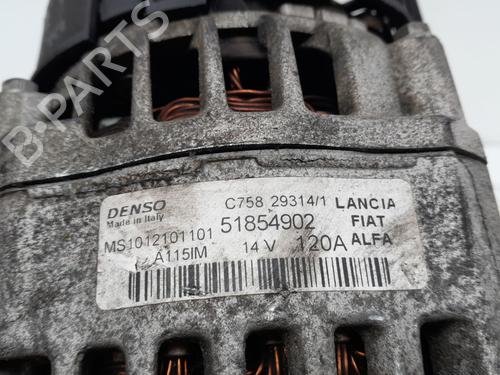 B-PARTS
DENSO
Made in Italy
C758 29314/1
LANCIA
MS1012101101
51854902
FIAT
A115IM
14 V
120A
ALFA